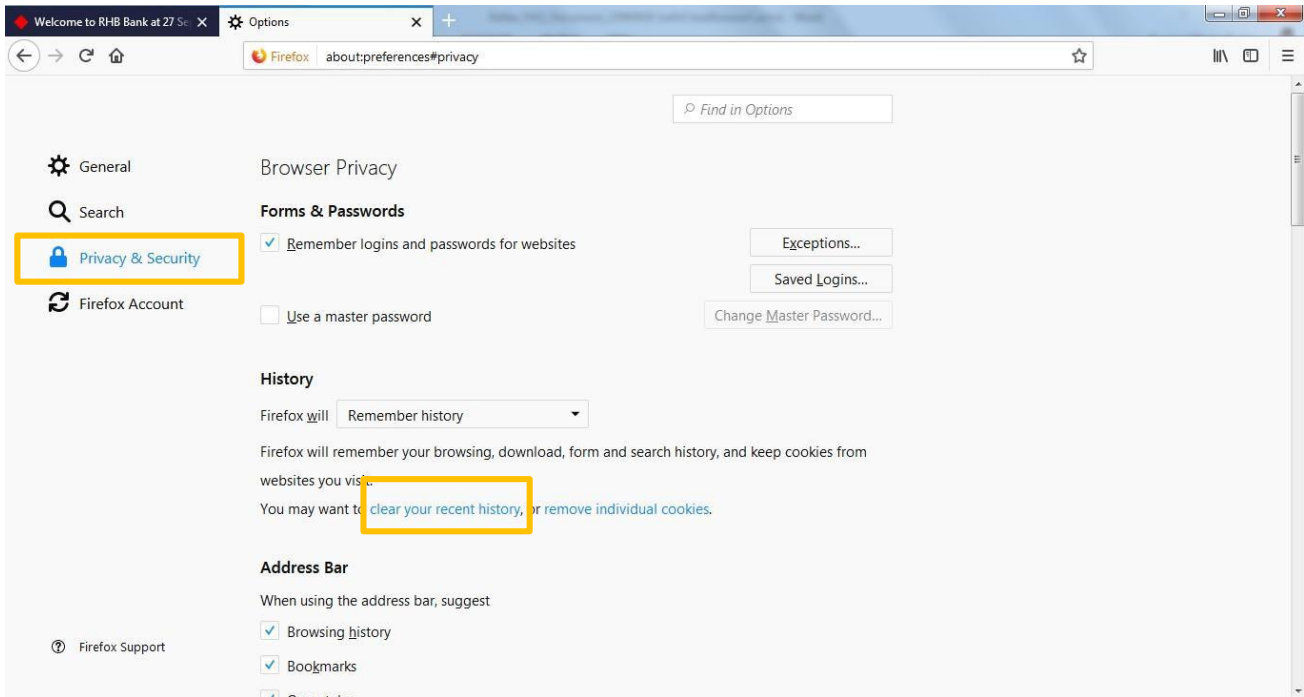 Welcome to RHB Bank at 27 Se
Options
Firefox about:preferences#privacy
Find in Options
General
Search
Privacy & Security
Firefox Account
Firefox Support
Browser Privacy
Forms & Passwords
Remember logins and passwords for websites
Exceptions...
Saved Logins...
Use a master password
Change Master Password...
History
Firefox will Remember history
Firefox will remember your browsing, download, form and search history, and keep cookies from
websites you visit.
You may want to clear your recent history, or remove individual cookies.
Address Bar
When using the address bar, suggest
Browsing history
Bookmarks